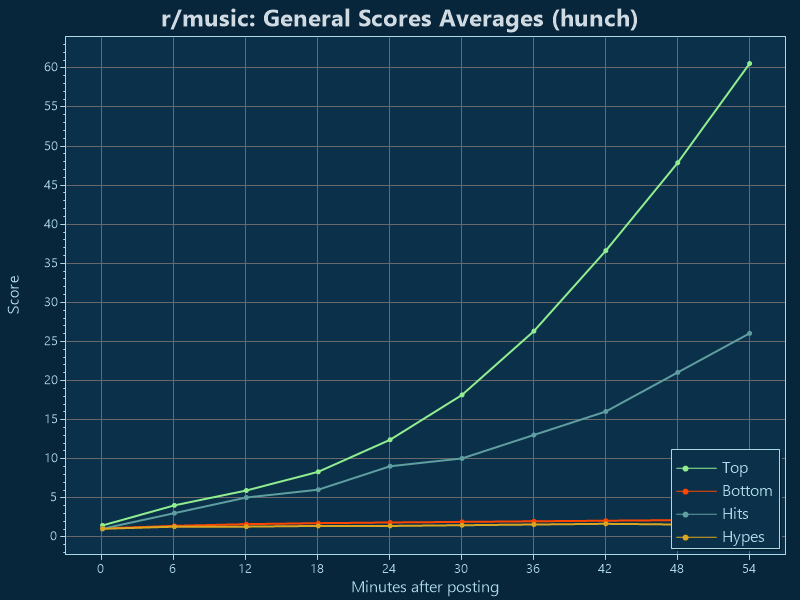 r/music: General Scores Averages (hunch)
60
55
50
45
40
35
30
25
20
15
10
5
0
Score
Top
Bottom
Hits
Hypes
0 6 12 18 24 30 36 42 48 54
Minutes after posting